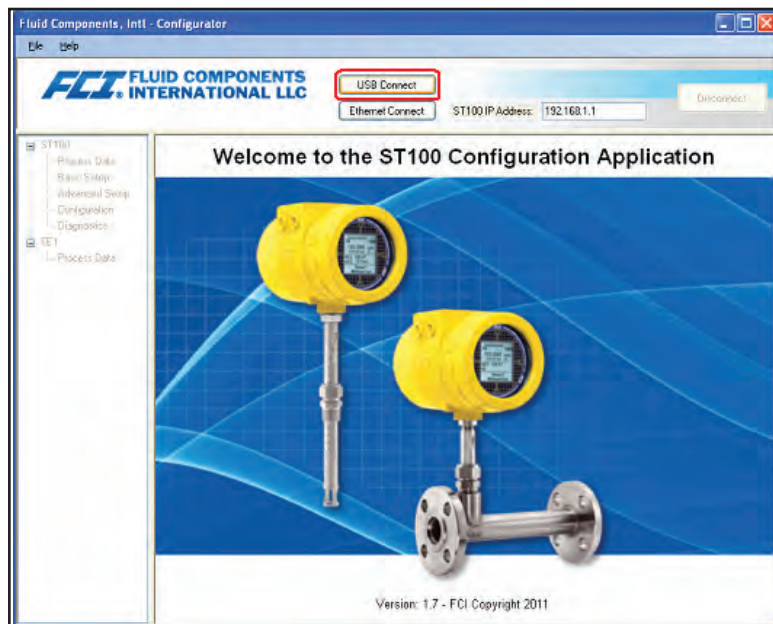 Fluid Components, Intl - Configurator
File Help
FCI. FLUID COMPONENTS
INTERNATIONAL LLC
USB Connect
Ethernet Connect
ST100 IP Address: 192.168.1.1
Disconnect
ST100
Process Data
Basic Setup
Advanced Setup
Configuration
Diagnostics
FE1
Process Data
Welcome to the ST100 Configuration Application
Version: 1.7 - FCI Copyright 2011